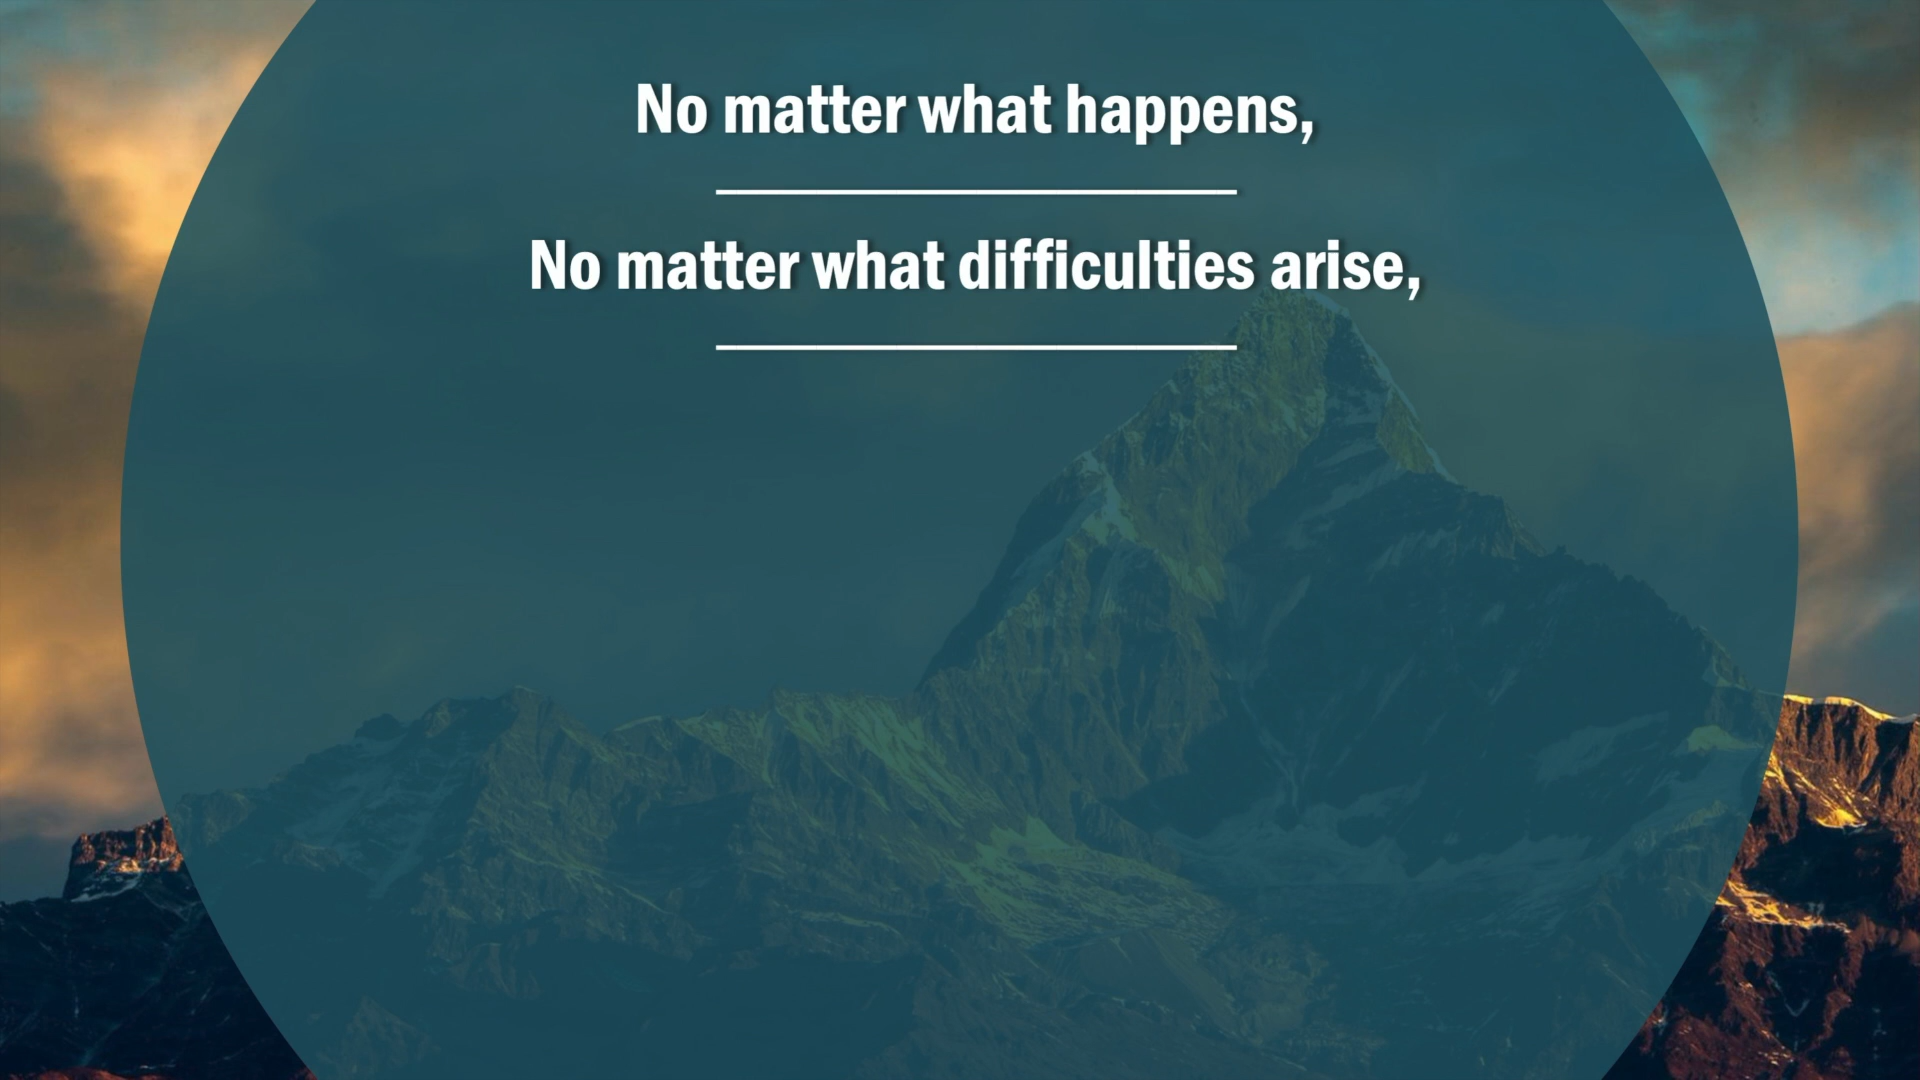 No matter what happens,
No matter what difficulties arise,